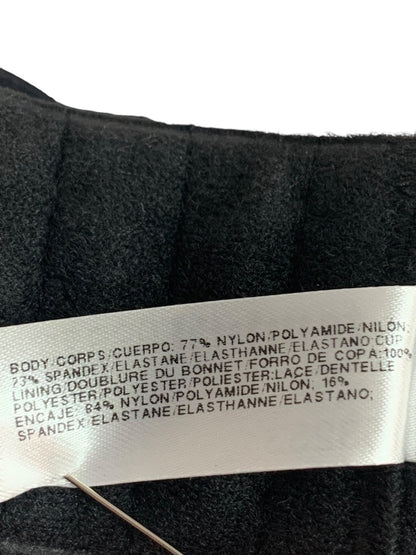 BODY/CORPS/CUERPO: 77% NYLON/POLYAMIDE/NILON;
23% SPANDEX/ELASTANE/ELASTHANNE/ELASTANO:CUP
LINING/DOUBLURE DU BONNET/FORRO DE COPA:100%
POLYESTER/POLYESTER/POLIESTER;LACE/DENTELLE
ENCAJE: 84% NYLON/POLYAMIDE/NILON; 16%
SPANDEX/ELASTANE/ELASTHANNE/ELASTANO;